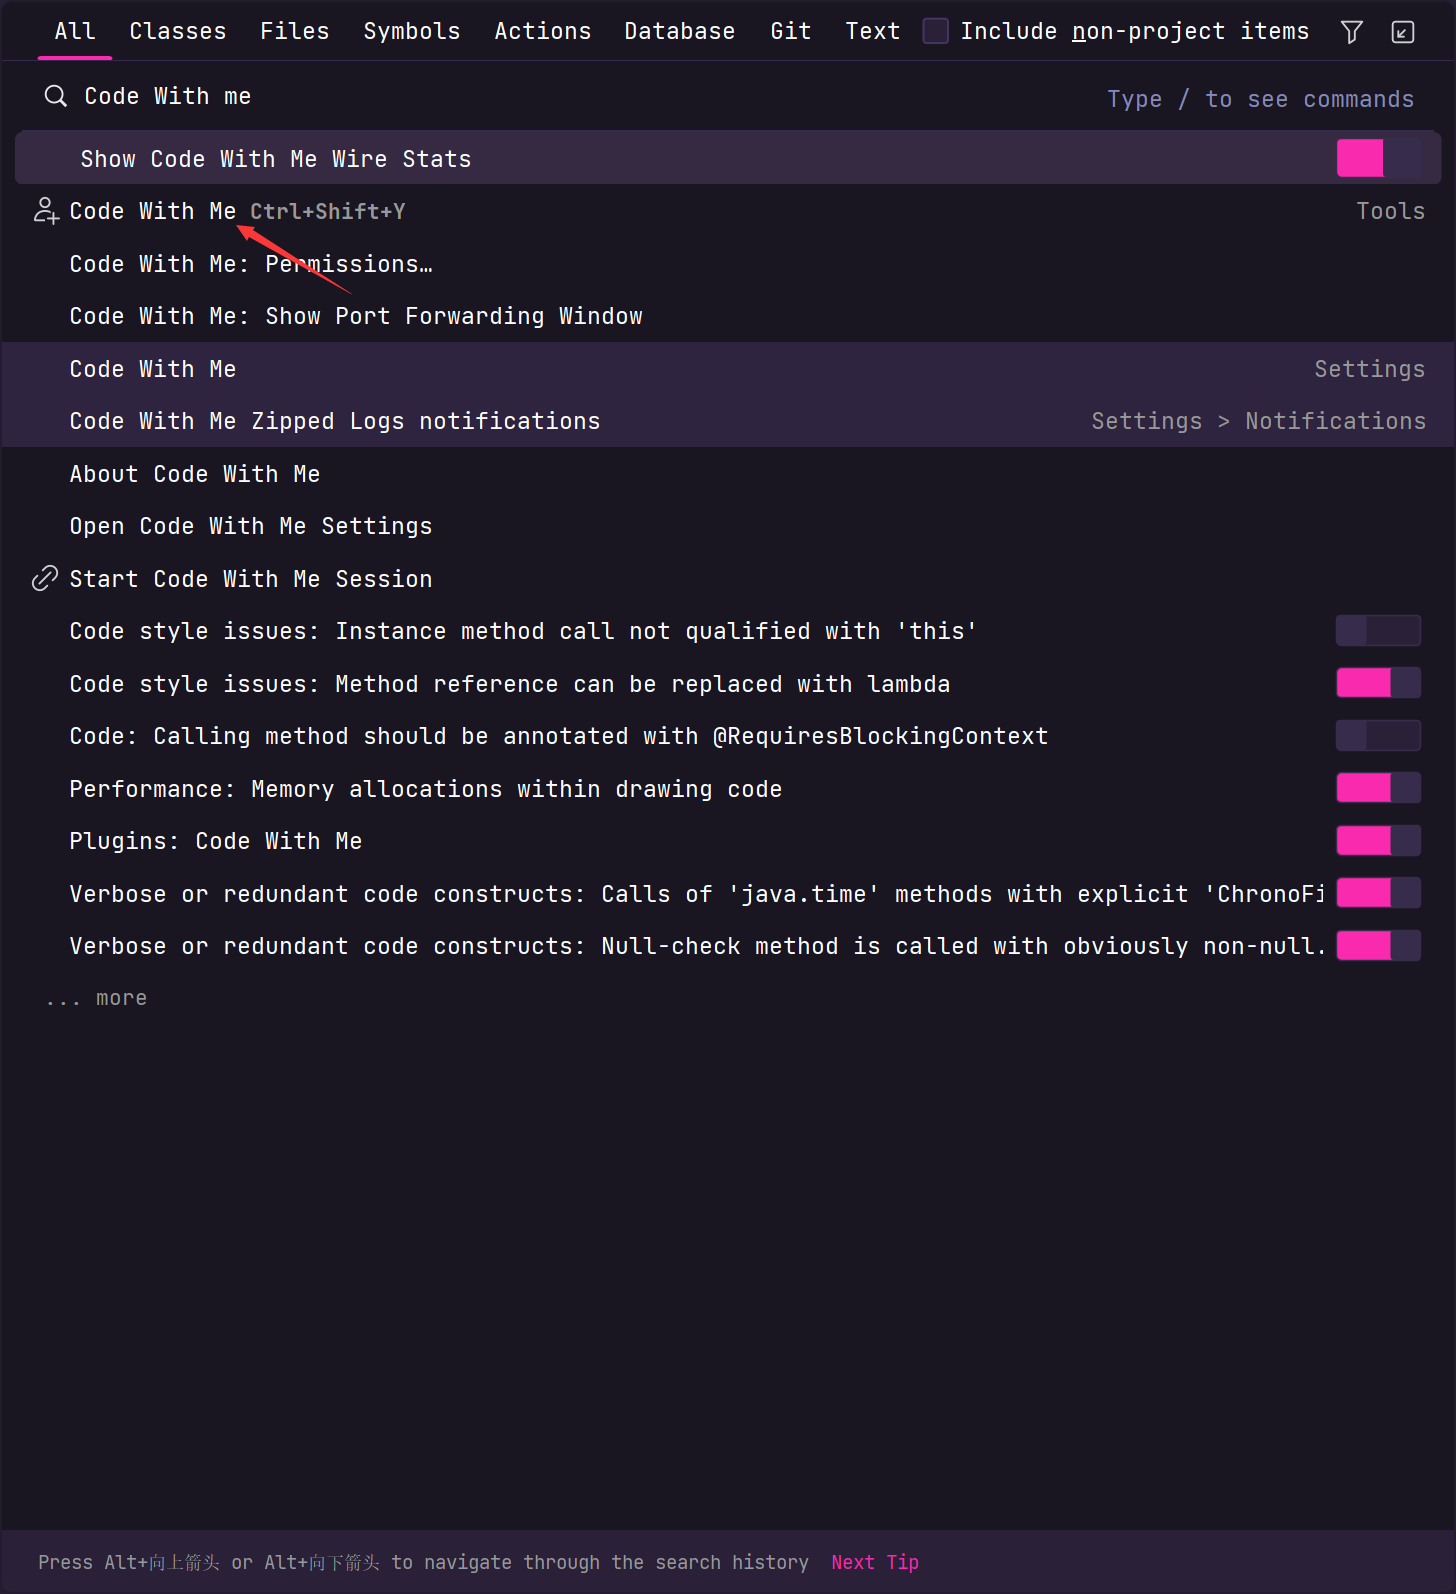 All Classes Files Symbols Actions Database Git Text Include non-project items
Code With me Type / to see commands
Show Code With Me Wire Stats
Code With Me Ctrl+Shift+Y Tools
Code With Me: Permissions…
Code With Me: Show Port Forwarding Window
Code With Me Settings
Code With Me Zipped Logs notifications Settings > Notifications
About Code With Me
Open Code With Me Settings
Start Code With Me Session
Code style issues: Instance method call not qualified with 'this'
Code style issues: Method reference can be replaced with lambda
Code: Calling method should be annotated with @RequiresBlockingContext
Performance: Memory allocations within drawing code
Plugins: Code With Me
Verbose or redundant code constructs: Calls of 'java.time' methods with explicit 'ChronoFi
Verbose or redundant code constructs: Null-check method is called with obviously non-null.
... more
Press Alt+向上箭头 or Alt+向下箭头 to navigate through the search history Next Tip